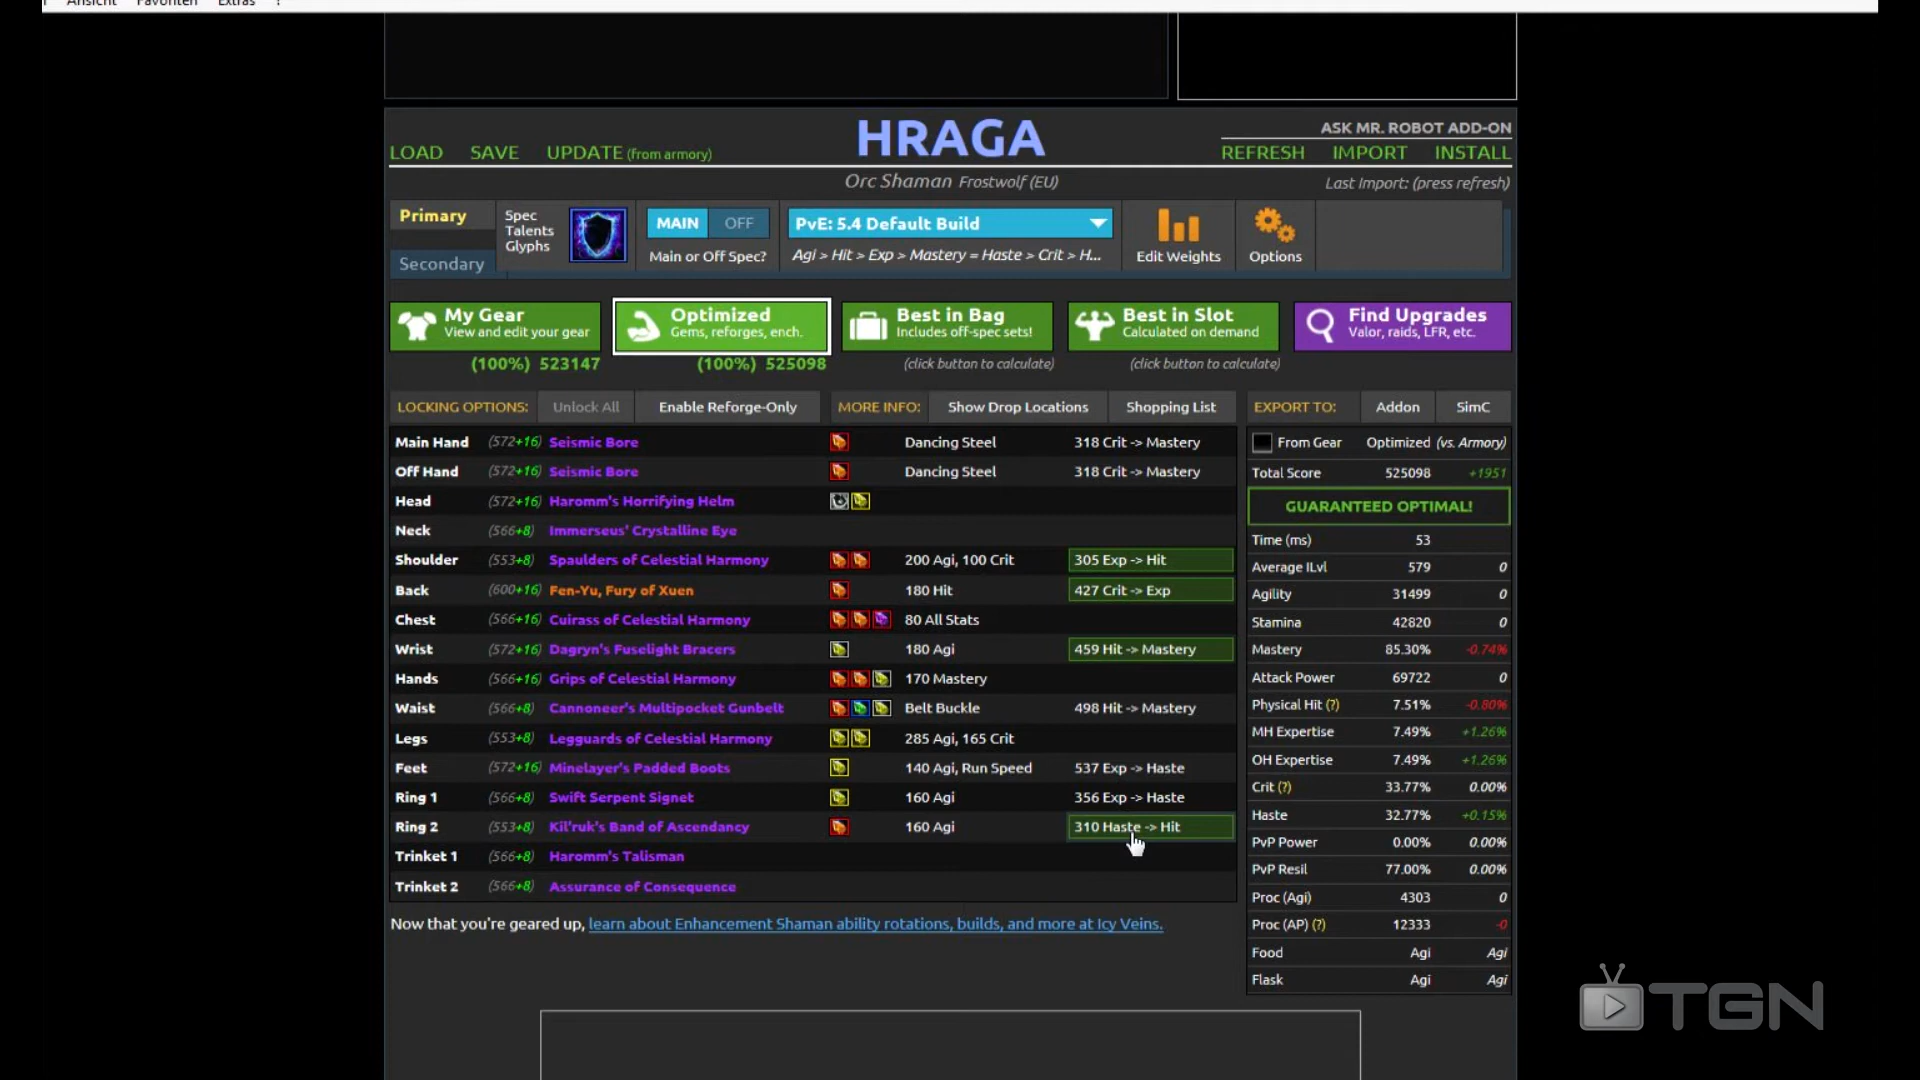 Ansicht Favoriten Extras ?
LOAD SAVE UPDATE (from armory)
HRAGA
Orc Shaman Frostwolf (EU)
ASK MR. ROBOT ADD-ON
REFRESH IMPORT INSTALL
Last Import: (press refresh)
Primary
Secondary
Spec
Talents
Glyphs
MAIN OFF
Main or Off Spec?
PvE: 5.4 Default Build
Agi > Hit > Exp > Mastery = Haste > Crit > H...
Edit Weights
Options
My Gear
View and edit your gear
(100%) 523147
Optimized
Gems, reforges, ench.
(100%) 525098
Best in Bag
Includes off-spec sets!
(click button to calculate)
Best in Slot
Calculated on demand
(click button to calculate)
Find Upgrades
Valor, raids, LFR, etc.
LOCKING OPTIONS: Unlock All Enable Reforge-Only MORE INFO: Show Drop Locations Shopping List
Main Hand (572+16) Seismic Bore Dancing Steel 318 Crit -> Mastery
Off Hand (572+16) Seismic Bore Dancing Steel 318 Crit -> Mastery
Head (572+16) Haromm's Horrifying Helm
Neck (566+8) Immerseus' Crystalline Eye
Shoulder (553+8) Spaulders of Celestial Harmony 200 Agi, 100 Crit 305 Exp -> Hit
Back (600+16) Fen-Yu, Fury of Xuen 180 Hit 427 Crit -> Exp
Chest (566+16) Cuirass of Celestial Harmony 80 All Stats
Wrist (572+16) Dagryn's Fuselight Bracers 180 Agi 459 Hit -> Mastery
Hands (566+16) Grips of Celestial Harmony 170 Mastery
Waist (566+8) Cannoneer's Multipocket Gunbelt Belt Buckle 498 Hit -> Mastery
Legs (553+8) Legguards of Celestial Harmony 285 Agi, 165 Crit
Feet (572+16) Minelayer's Padded Boots 140 Agi, Run Speed 537 Exp -> Haste
Ring 1 (566+8) Swift Serpent Signet 160 Agi 356 Exp -> Haste
Ring 2 (553+8) Kil'ruk's Band of Ascendancy 160 Agi 310 Haste -> Hit
Trinket 1 (566+8) Haromm's Talisman
Trinket 2 (566+8) Assurance of Consequence
Now that you're geared up, learn about Enhancement Shaman ability rotations, builds, and more at Icy Veins.
EXPORT TO: Addon SimC
From Gear Optimized (vs. Armory)
Total Score 525098 +1951
GUARANTEED OPTIMAL!
Time (ms) 53
Average ILvl 579 0
Agility 31499 0
Stamina 42820 0
Mastery 85.30% -0.74%
Attack Power 69722 0
Physical Hit (?) 7.51% -0.80%
MH Expertise 7.49% +1.26%
OH Expertise 7.49% +1.26%
Crit (?) 33.77% 0.00%
Haste 32.77% +0.15%
PvP Power 0.00% 0.00%
PvP Resil 77.00% 0.00%
Proc (Agi) 4303 0
Proc (AP) (?) 12333 -0
Food Agi Agi
Flask Agi Agi
TGN